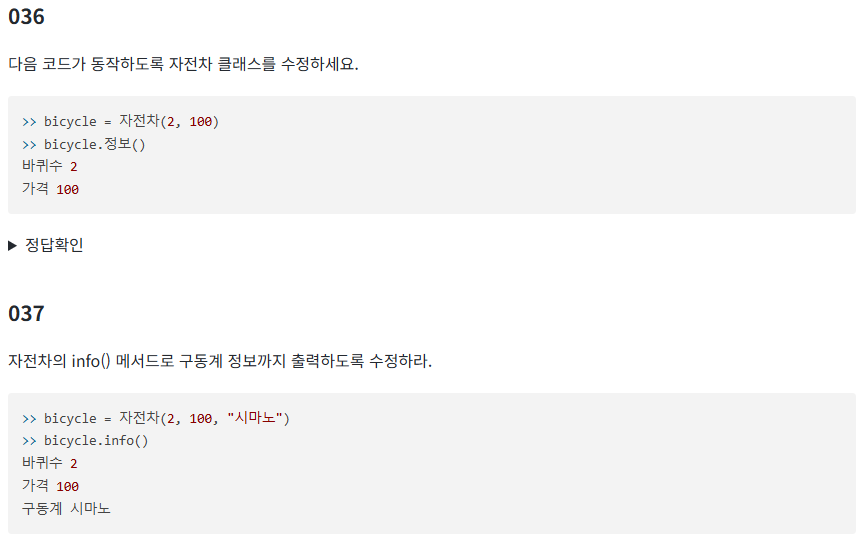 036
다음 코드가 동작하도록 자전차 클래스를 수정하세요.
>> bicycle = 자전차(2, 100)
>> bicycle.정보()
바퀴수 2
가격 100
▶ 정답확인
037
자전차의 info() 메서드로 구동계 정보까지 출력하도록 수정하라.
>> bicycle = 자전차(2, 100, "시마노")
>> bicycle.info()
바퀴수 2
가격 100
구동계 시마노